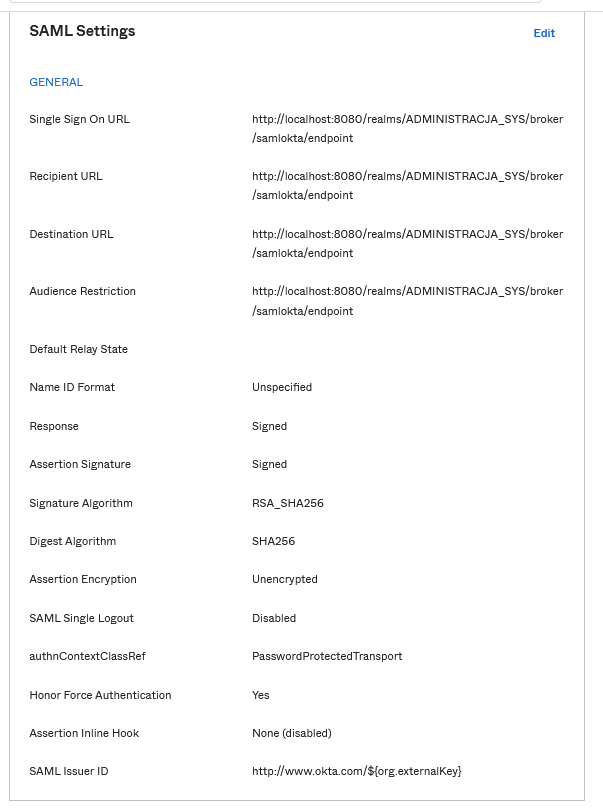 SAML Settings
Edit
GENERAL
Single Sign On URL
http://localhost:8080/realms/ADMINISTRACJA_SYS/broker
/samlokta/endpoint
Recipient URL
http://localhost:8080/realms/ADMINISTRACJA_SYS/broker
/samlokta/endpoint
Destination URL
http://localhost:8080/realms/ADMINISTRACJA_SYS/broker
/samlokta/endpoint
Audience Restriction
http://localhost:8080/realms/ADMINISTRACJA_SYS/broker
/samlokta/endpoint
Default Relay State
Name ID Format
Unspecified
Response
Signed
Assertion Signature
Signed
Signature Algorithm
RSA_SHA256
Digest Algorithm
SHA256
Assertion Encryption
Unencrypted
SAML Single Logout
Disabled
authnContextClassRef
PasswordProtectedTransport
Honor Force Authentication
Yes
Assertion Inline Hook
None (disabled)
SAML Issuer ID
http://www.okta.com/${org.externalKey}